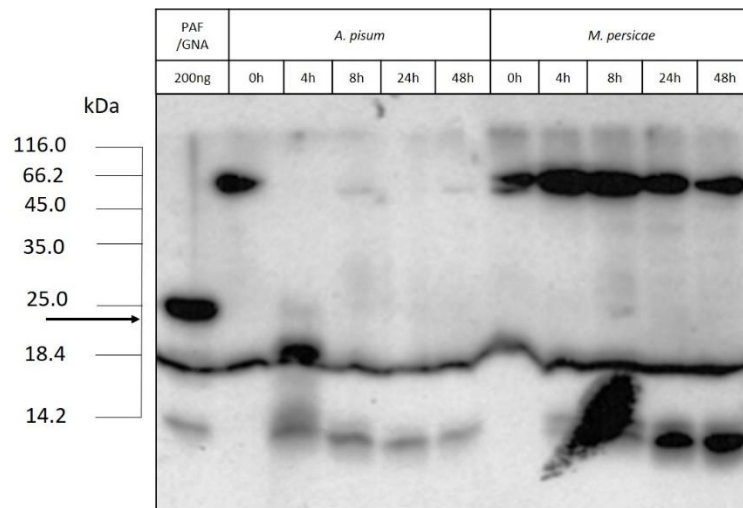 PAF
/GNA
A. pisum
M. persicae
200ng 0h 4h 8h 24h 48h 0h 4h 8h 24h 48h
kDa
116.0
66.2
45.0
35.0
25.0
18.4
14.2